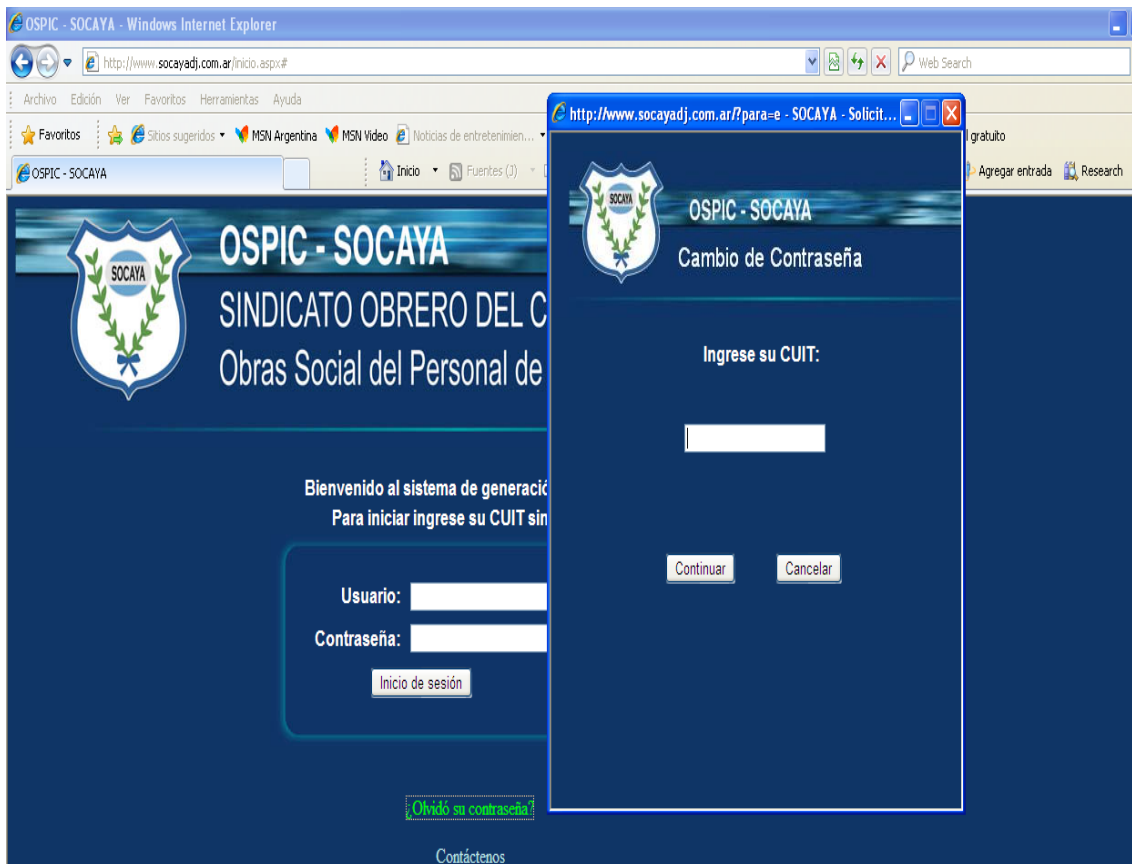 OSPIC - SOCAYA - Windows Internet Explorer
http://www.socayadj.com.ar/inicio.aspx#
Web Search
Archivo Edición Ver Favoritos Herramientas Ayuda
Favoritos Sitios sugeridos MSN Argentina MSN Video Noticias de entretenimien... l gratuito
OSPIC - SOCAYA Inicio Fuentes (J) Agregar entrada Research
SOCAYA
OSPIC - SOCAYA
SINDICATO OBRERO DEL C
Obras Social del Personal de
Bienvenido al sistema de generació
Para iniciar ingrese su CUIT sin
Usuario:
Contraseña:
Inicio de sesión
¿Olvidó su contraseña?
Contáctenos
http://www.socayadj.com.ar/?para=e - SOCAYA - Solicit...
SOCAYA
OSPIC - SOCAYA
Cambio de Contraseña
Ingrese su CUIT:
Continuar Cancelar